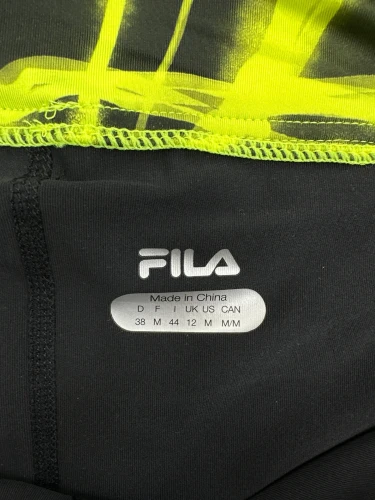 FILA
Made in China
D F I UK US CAN
38 M 44 12 M M/M